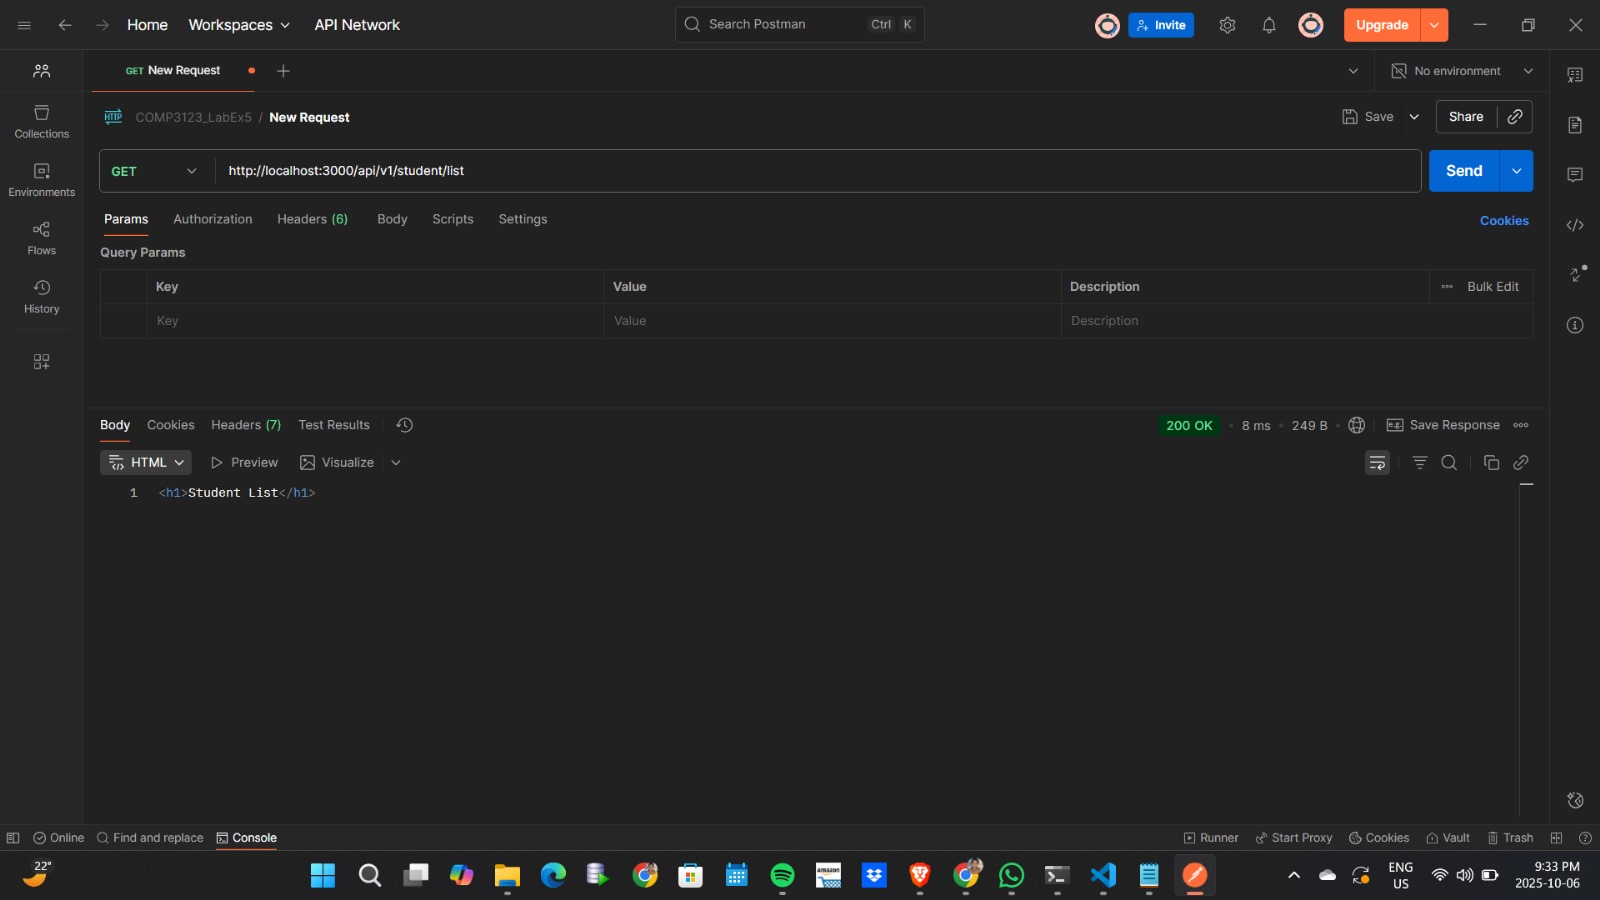 Home Workspaces API Network Search Postman Ctrl K Invite Upgrade
GET New Request No environment
HTTP COMP3123_LabEx5 / New Request Save Share
GET http://localhost:3000/api/v1/student/list Send
Params Authorization Headers (6) Body Scripts Settings Cookies
Query Params
Key Value Description Bulk Edit
Key Value Description
Collections
Environments
Flows
History
Body Cookies Headers (7) Test Results 200 OK 8 ms 249 B e.g. Save Response
HTML Preview Visualize
1 <h1>Student List</h1>
Online Find and replace Console Runner Start Proxy Cookies Vault Trash
22° amazon ENG 9:33 PM
US 2025-10-06